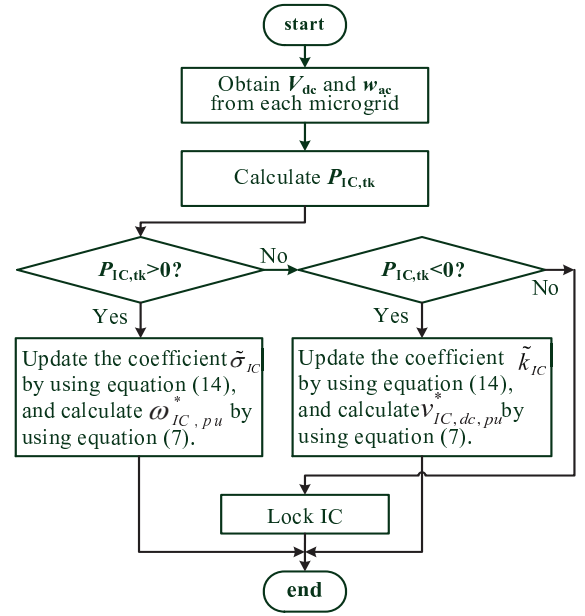 start
Obtain V_dc and w_ac
from each microgrid
Calculate P_IC,tk
P_IC,tk>0?
No
P_IC,tk<0?
No
Yes
Yes
Update the coefficient σ̃_IC
by using equation (14),
and calculate ω*_IC,pu by
using equation (7).
Update the coefficient k̃_IC
by using equation (14),
and calculate v*_IC,dc,pu by
using equation (7).
Lock IC
end